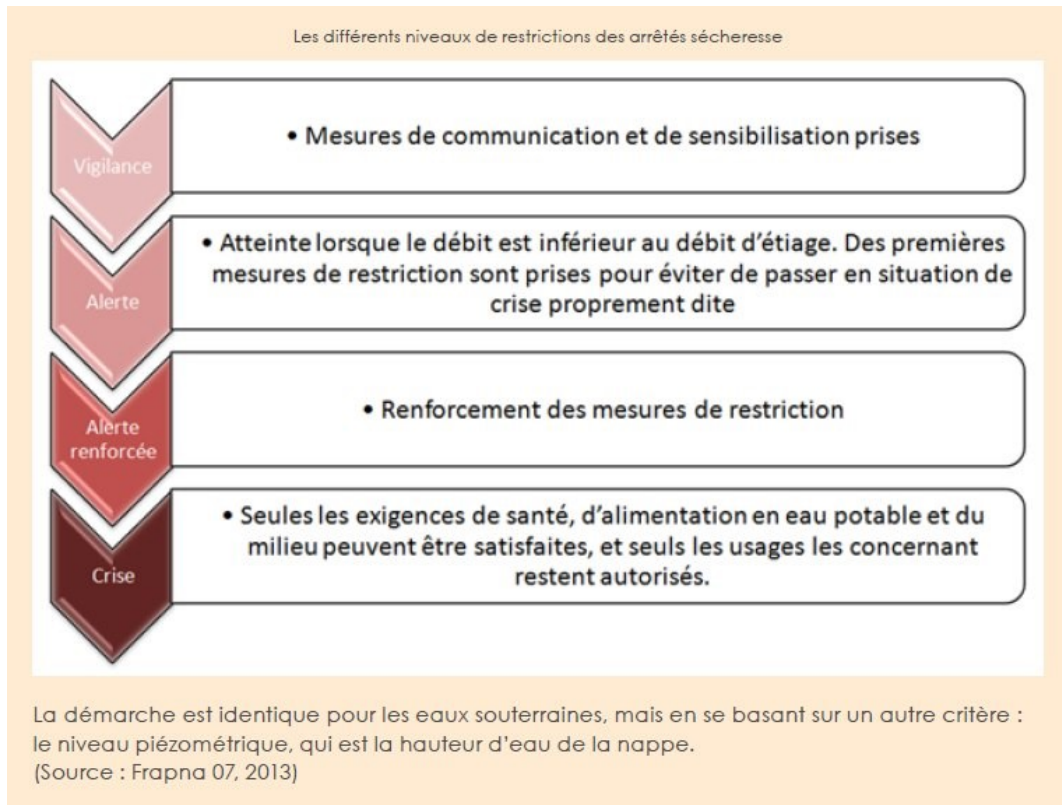 Les différents niveaux de restrictions des arrêtés sécheresse
Vigilance
• Mesures de communication et de sensibilisation prises
Alerte
• Atteinte lorsque le débit est inférieur au débit d'étiage. Des premières
mesures de restriction sont prises pour éviter de passer en situation de
crise proprement dite
Alerte
renforcée
• Renforcement des mesures de restriction
Crise
• Seules les exigences de santé, d'alimentation en eau potable et du
milieu peuvent être satisfaites, et seuls les usages les concernant
restent autorisés.
La démarche est identique pour les eaux souterraines, mais en se basant sur un autre critère :
le niveau piézométrique, qui est la hauteur d'eau de la nappe.
(Source : Frapna 07, 2013)